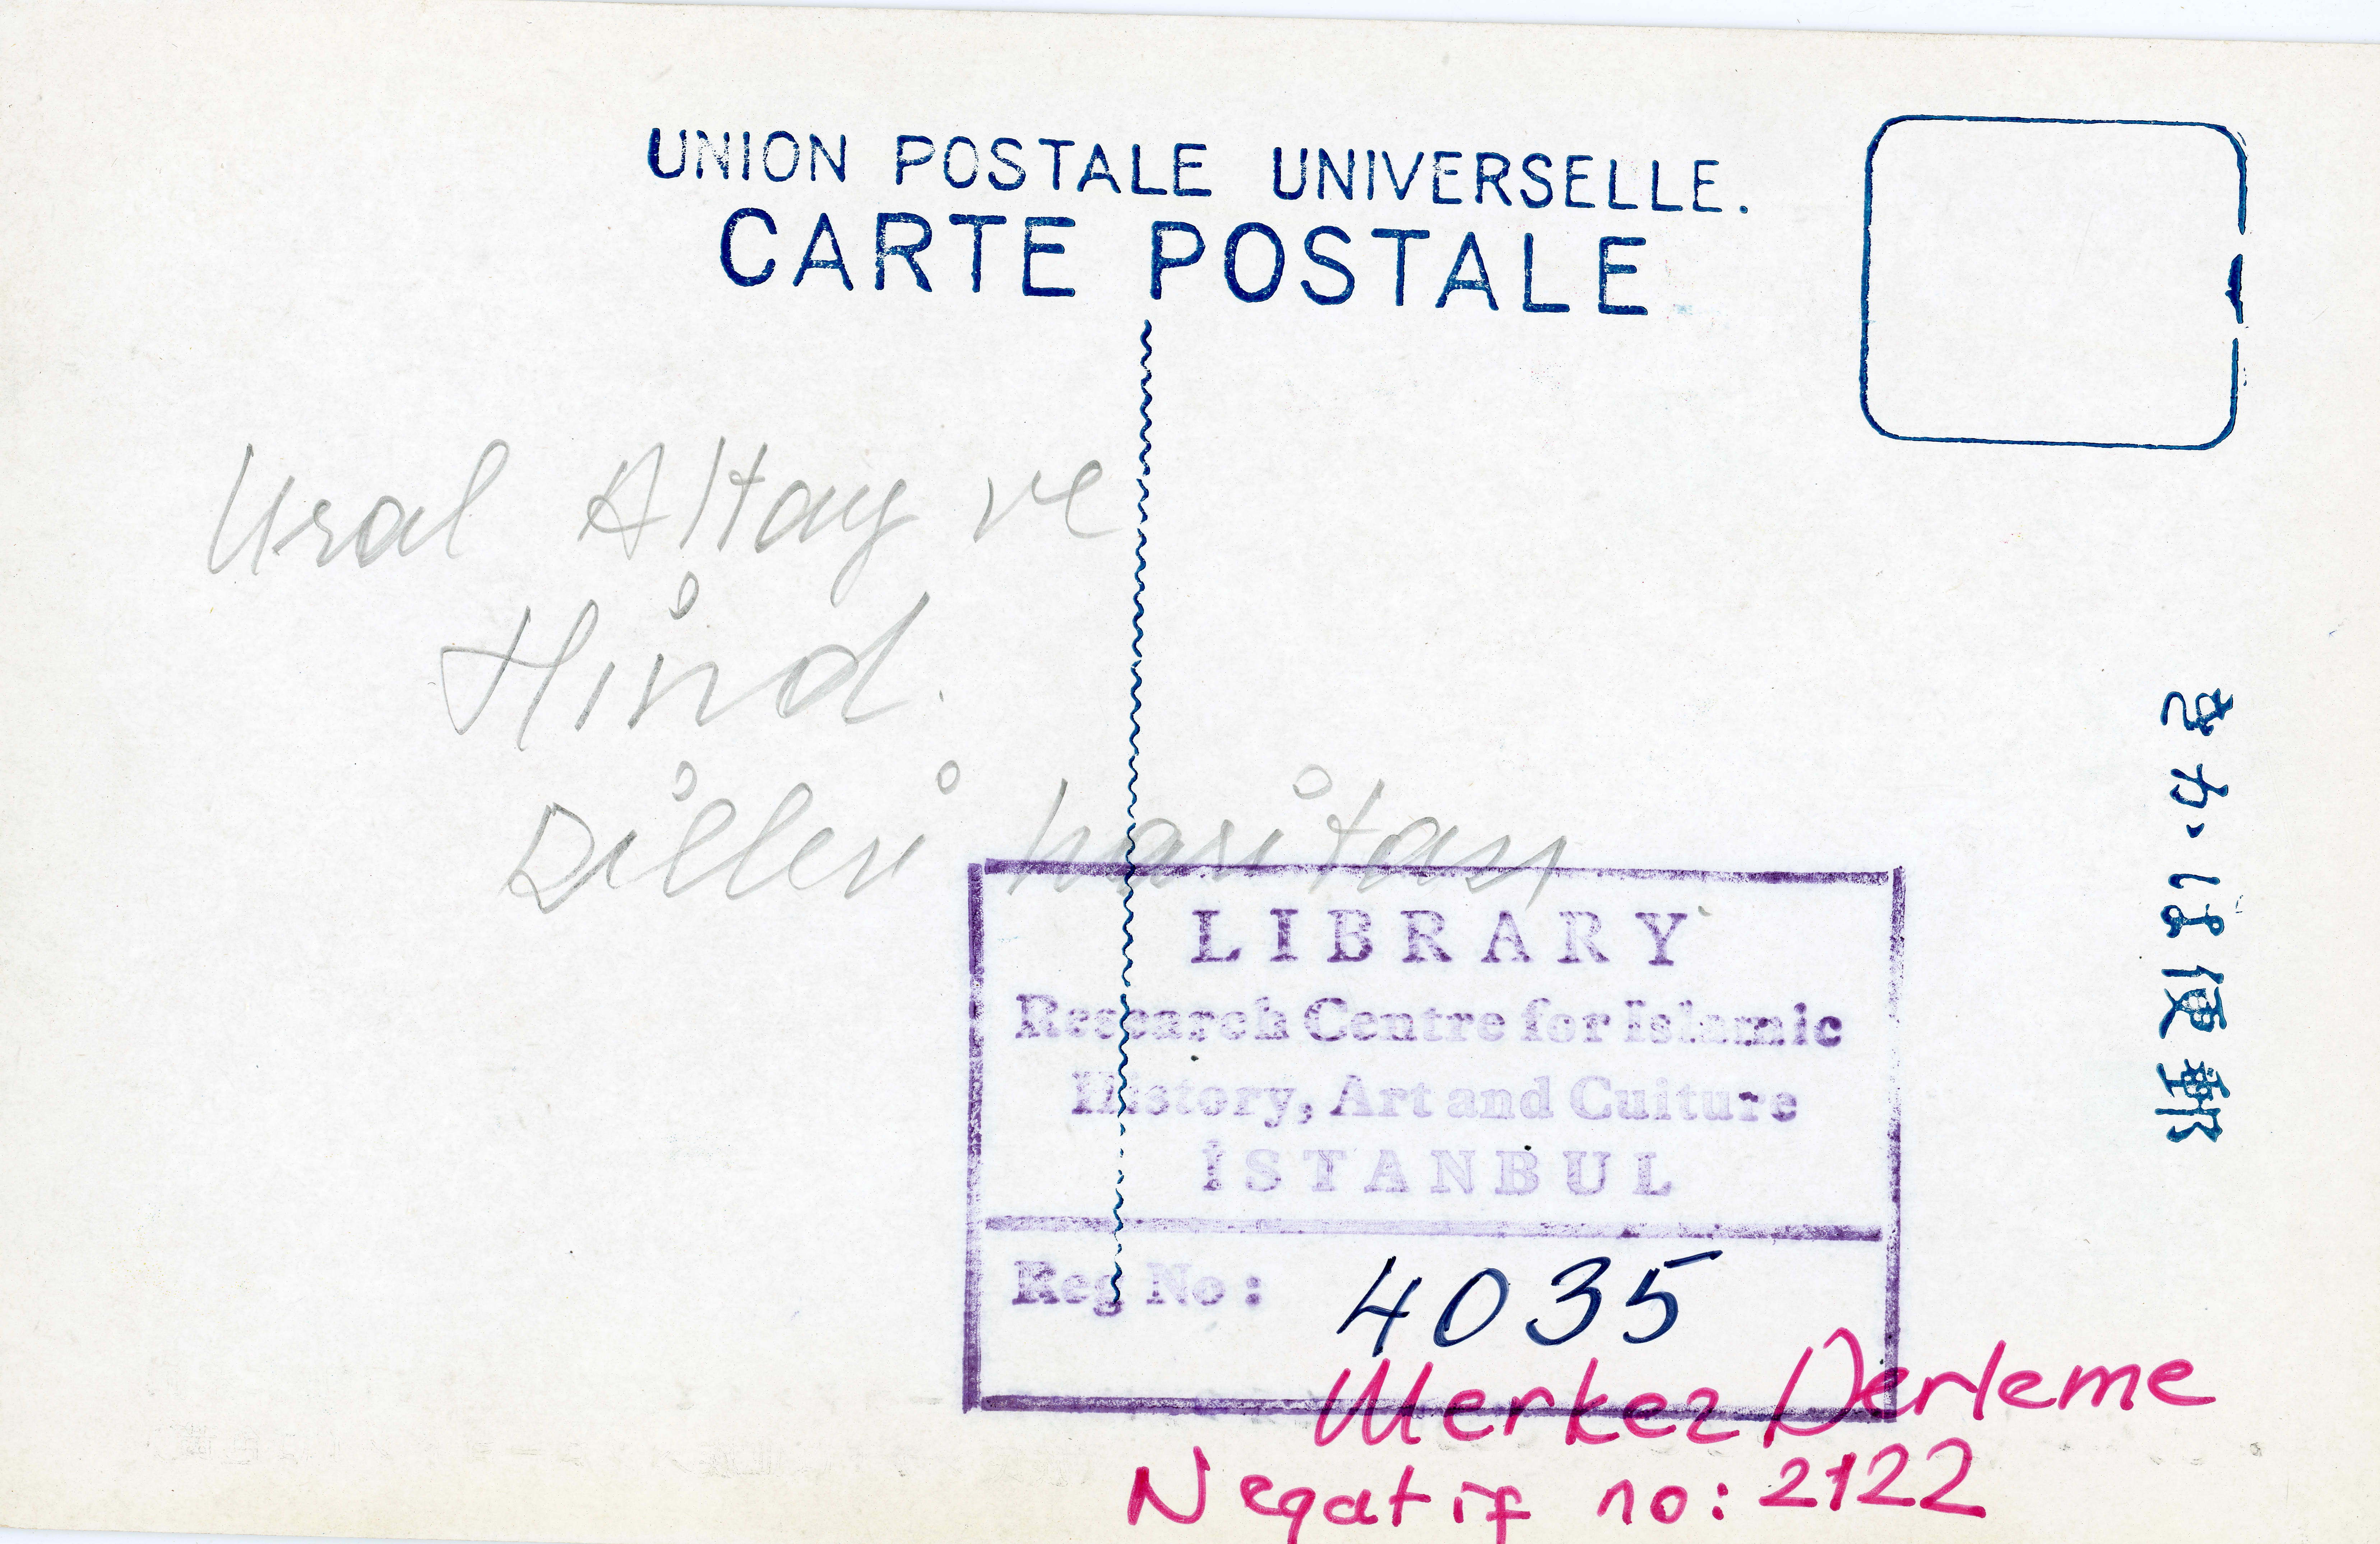 UNION POSTALE UNIVERSELLE.
CARTE POSTALE
Ural Altay ve
Hind.
Dilleri haritası
きかは便郵
LIBRARY
Research Centre for Islamic
History, Art and Culture
İSTANBUL
Reg No: 4035
Merkez Derleme
Negatif no: 2122